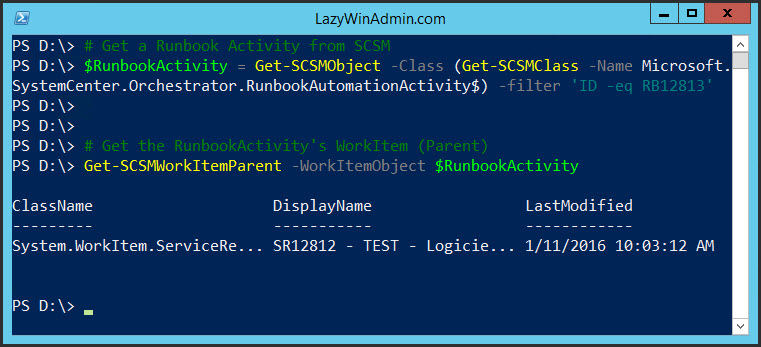 LazyWinAdmin.com
PS D:\> # Get a Runbook Activity from SCSM
PS D:\> $RunbookActivity = Get-SCSMObject -Class (Get-SCSMClass -Name Microsoft.
SystemCenter.Orchestrator.RunbookAutomationActivity$) -filter 'ID -eq RB12813'
PS D:\>
PS D:\>
PS D:\> # Get the RunbookActivity's WorkItem (Parent)
PS D:\> Get-SCSMWorkItemParent -WorkItemObject $RunbookActivity
ClassName DisplayName LastModified
--------- ----------- ------------
System.WorkItem.ServiceRe... SR12812 - TEST - Logicie... 1/11/2016 10:03:12 AM
PS D:\>